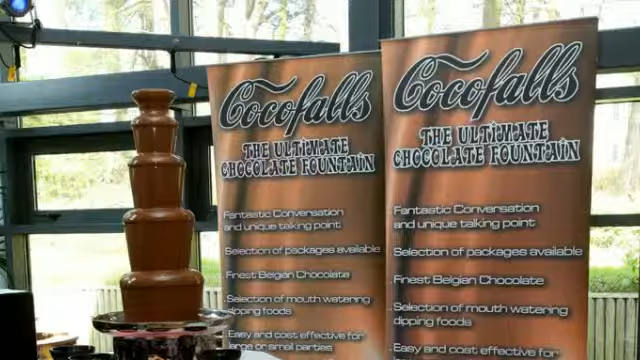 Cocofalls
THE ULTIMATE
CHOCOLATE FOUNTAIN
Fantastic Conversation
and unique talking point
Selection of packages available
Finest Belgian Chocolate
Selection of mouth watering
dipping foods
Easy and cost effective for
large or small parties
Cocofalls
THE ULTIMATE
CHOCOLATE FOUNTAIN
Fantastic Conversation
and unique talking point
Selection of packages available
Finest Belgian Chocolate
Selection of mouth watering
dipping foods
Easy and cost effective for